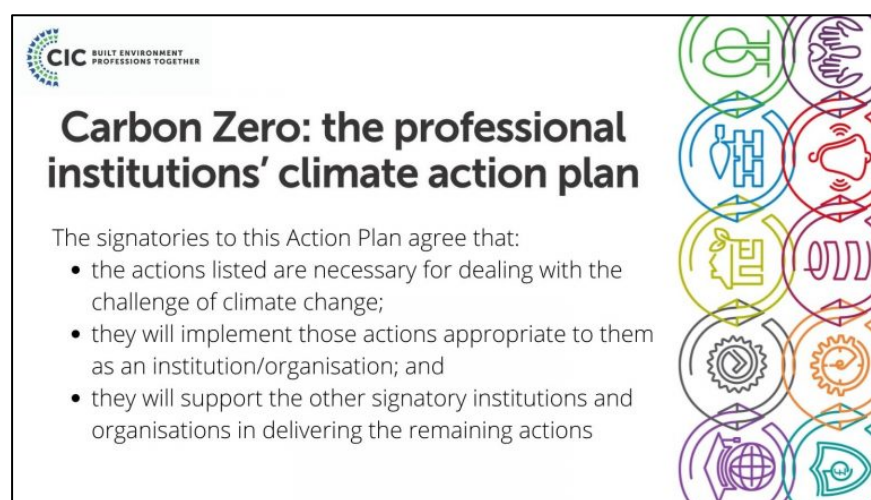 CIC BUILT ENVIRONMENT
PROFESSIONS TOGETHER
Carbon Zero: the professional
institutions’ climate action plan
The signatories to this Action Plan agree that:
• the actions listed are necessary for dealing with the
challenge of climate change;
• they will implement those actions appropriate to them
as an institution/organisation; and
• they will support the other signatory institutions and
organisations in delivering the remaining actions
£